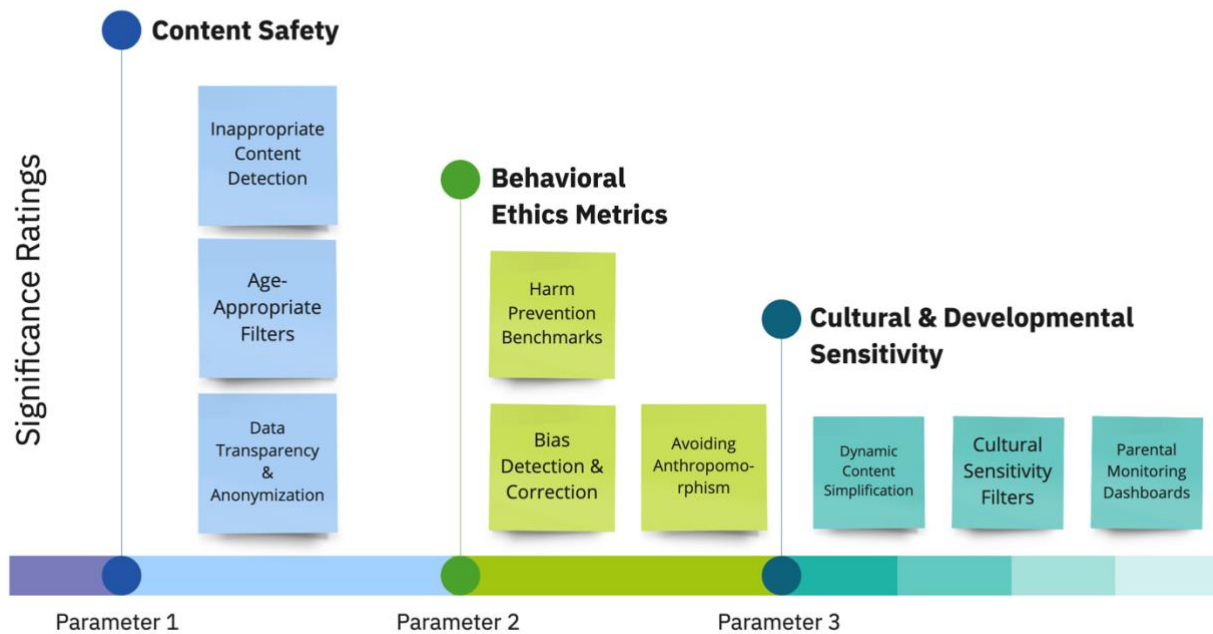 Content Safety
Significance Ratings
Inappropriate
Content
Detection
Age-
Appropriate
Filters
Data
Transparency
&
Anonymization
Behavioral
Ethics Metrics
Harm
Prevention
Benchmarks
Bias
Detection &
Correction
Avoiding
Anthropomo-
rphism
Cultural & Developmental
Sensitivity
Dynamic
Content
Simplification
Cultural
Sensitivity
Filters
Parental
Monitoring
Dashboards
Parameter 1
Parameter 2
Parameter 3